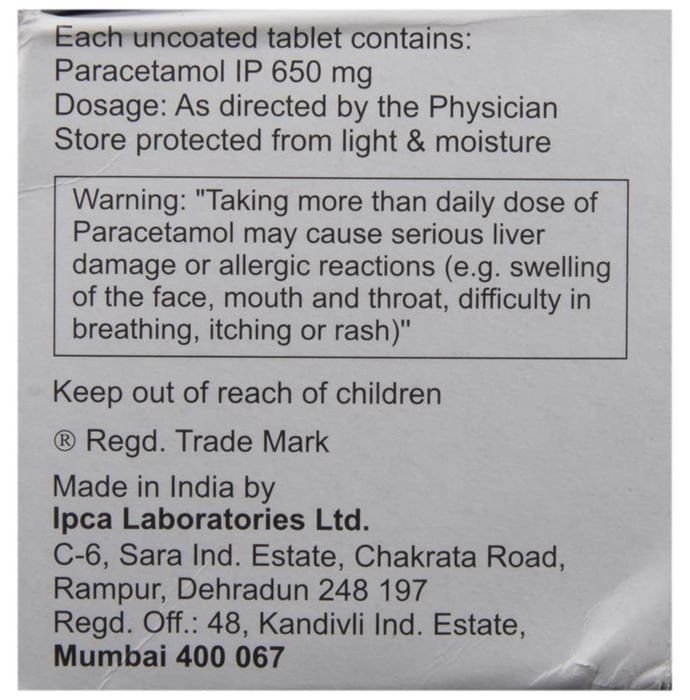 Each uncoated tablet contains:
Paracetamol IP 650 mg
Dosage: As directed by the Physician
Store protected from light & moisture
Warning: "Taking more than daily dose of
Paracetamol may cause serious liver
damage or allergic reactions (e.g. swelling
of the face, mouth and throat, difficulty in
breathing, itching or rash)"
Keep out of reach of children
® Regd. Trade Mark
Made in India by
Ipca Laboratories Ltd.
C-6, Sara Ind. Estate, Chakrata Road,
Rampur, Dehradun 248 197
Regd. Off.: 48, Kandivli Ind. Estate,
Mumbai 400 067